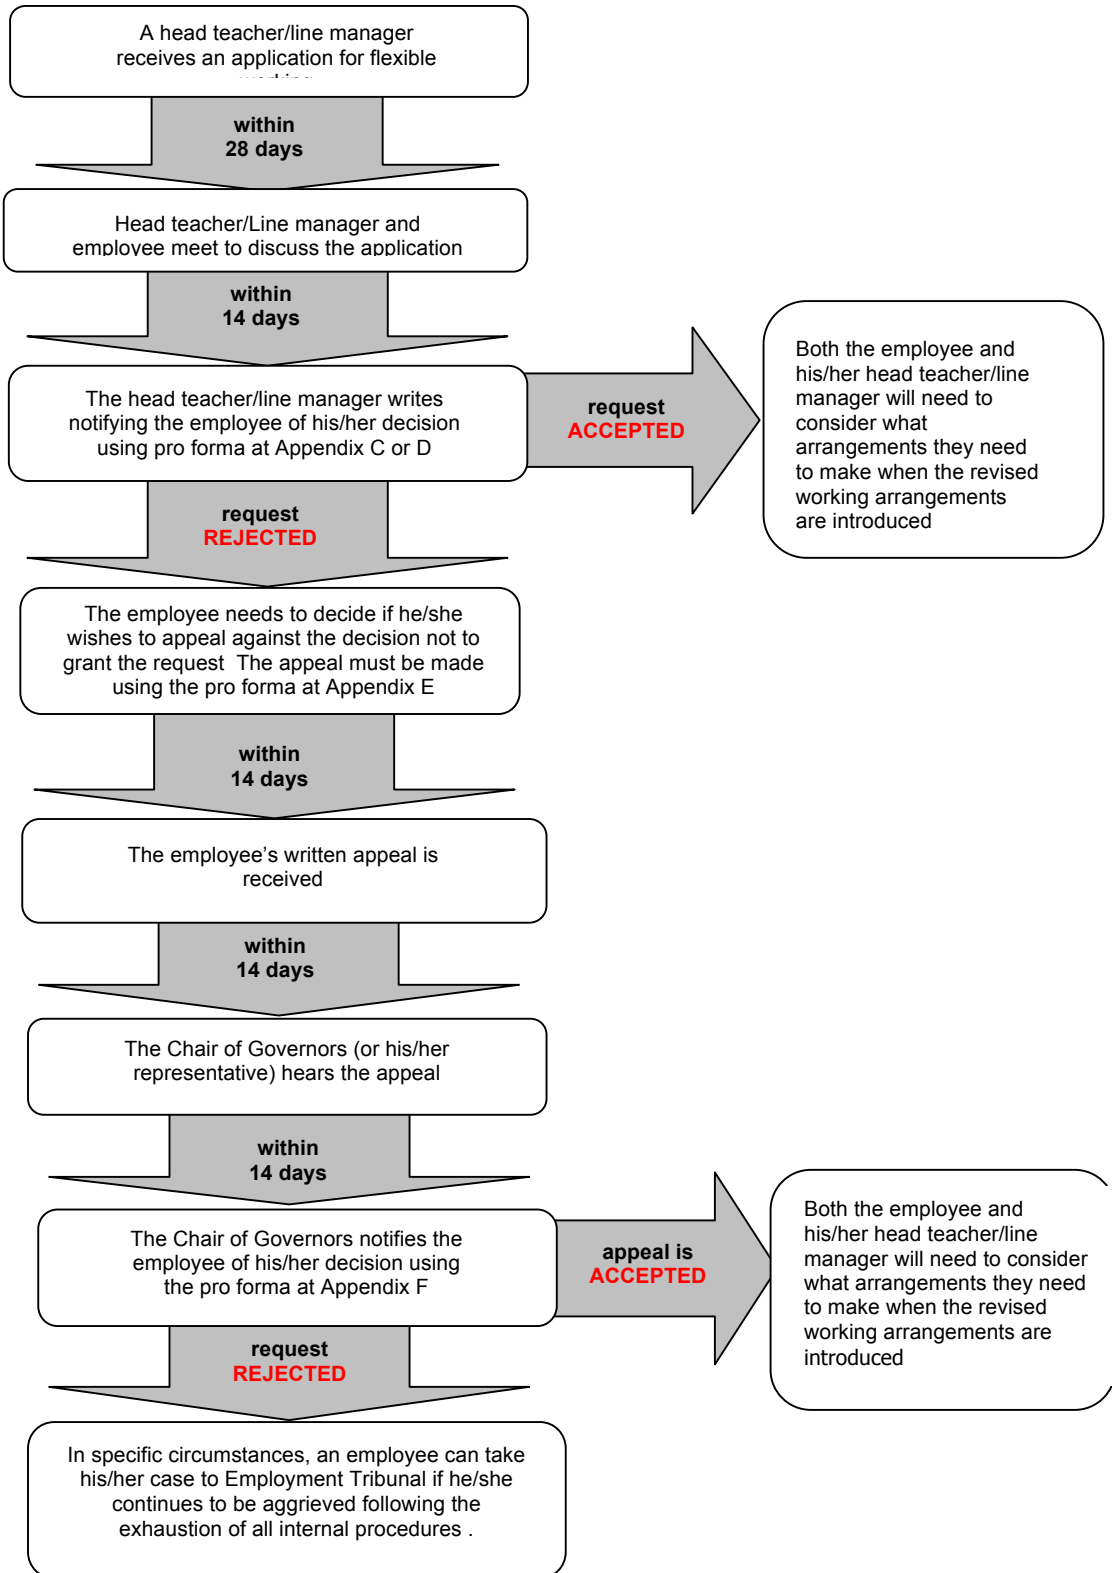 A head teacher/line manager
receives an application for flexible
working
within
28 days
Head teacher/Line manager and
employee meet to discuss the application
within
14 days
The head teacher/line manager writes
notifying the employee of his/her decision
using pro forma at Appendix C or D
request
ACCEPTED
Both the employee and
his/her head teacher/line
manager will need to
consider what
arrangements they need
to make when the revised
working arrangements
are introduced
request
REJECTED
The employee needs to decide if he/she
wishes to appeal against the decision not to
grant the request  The appeal must be made
using the pro forma at Appendix E
within
14 days
The employee’s written appeal is
received
within
14 days
The Chair of Governors (or his/her
representative) hears the appeal
within
14 days
The Chair of Governors notifies the
employee of his/her decision using
the pro forma at Appendix F
appeal is
ACCEPTED
Both the employee and
his/her head teacher/line
manager will need to consider
what arrangements they need
to make when the revised
working arrangements are
introduced
request
REJECTED
In specific circumstances, an employee can take
his/her case to Employment Tribunal if he/she
continues to be aggrieved following the
exhaustion of all internal procedures .